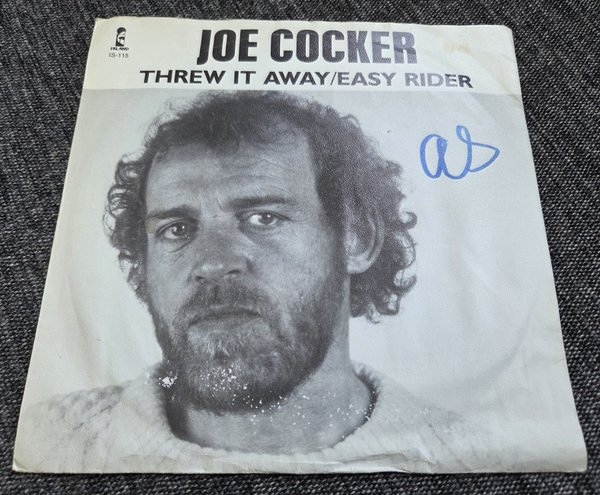 JOE COCKER
ISLAND
IS-115
THREW IT AWAY/EASY RIDER